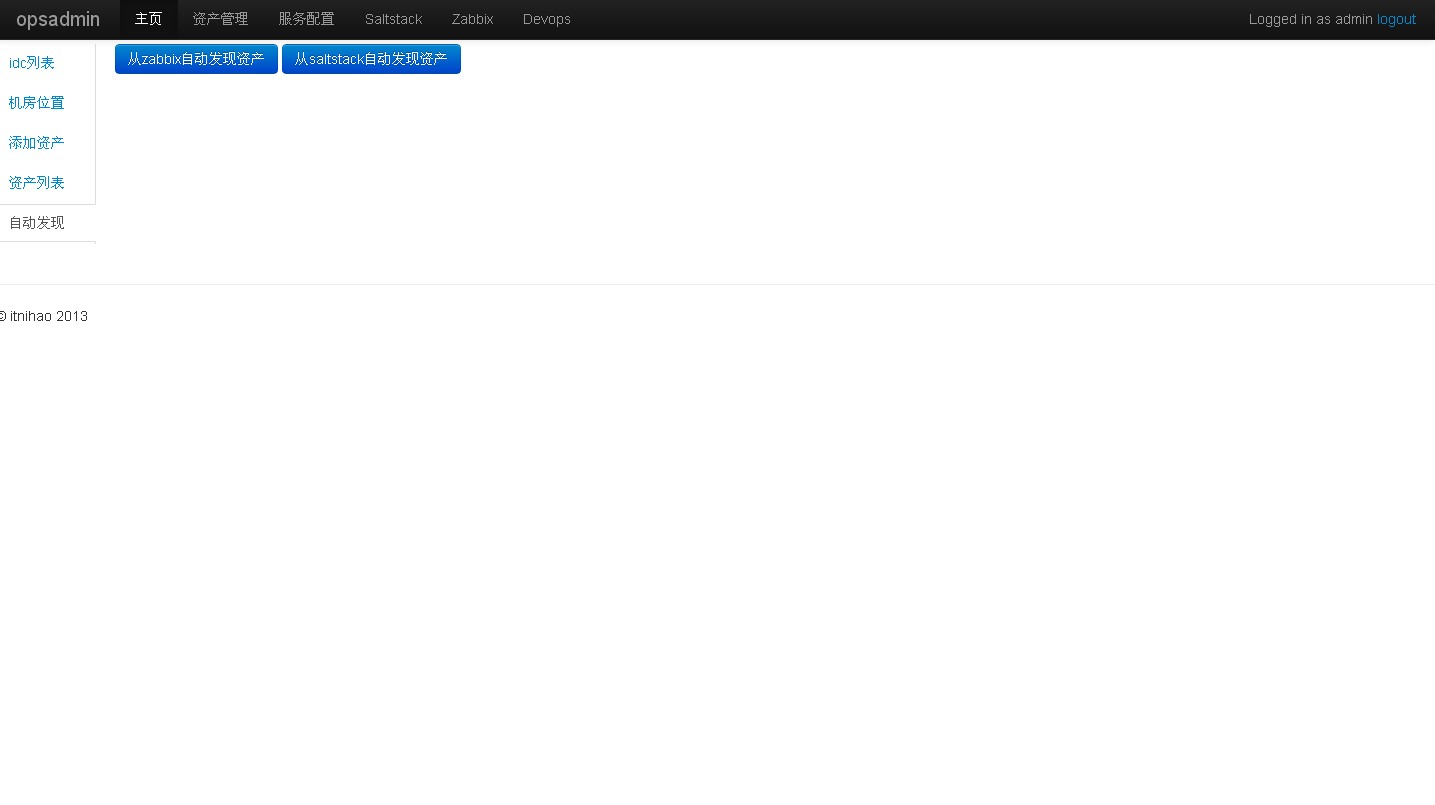 opsadmin 主页 资产管理 服务配置 Saltstack Zabbix Devops Logged in as admin logout
idc列表
机房位置
添加资产
资产列表
自动发现
从zabbix自动发现资产 从saltstack自动发现资产
© itnihao 2013